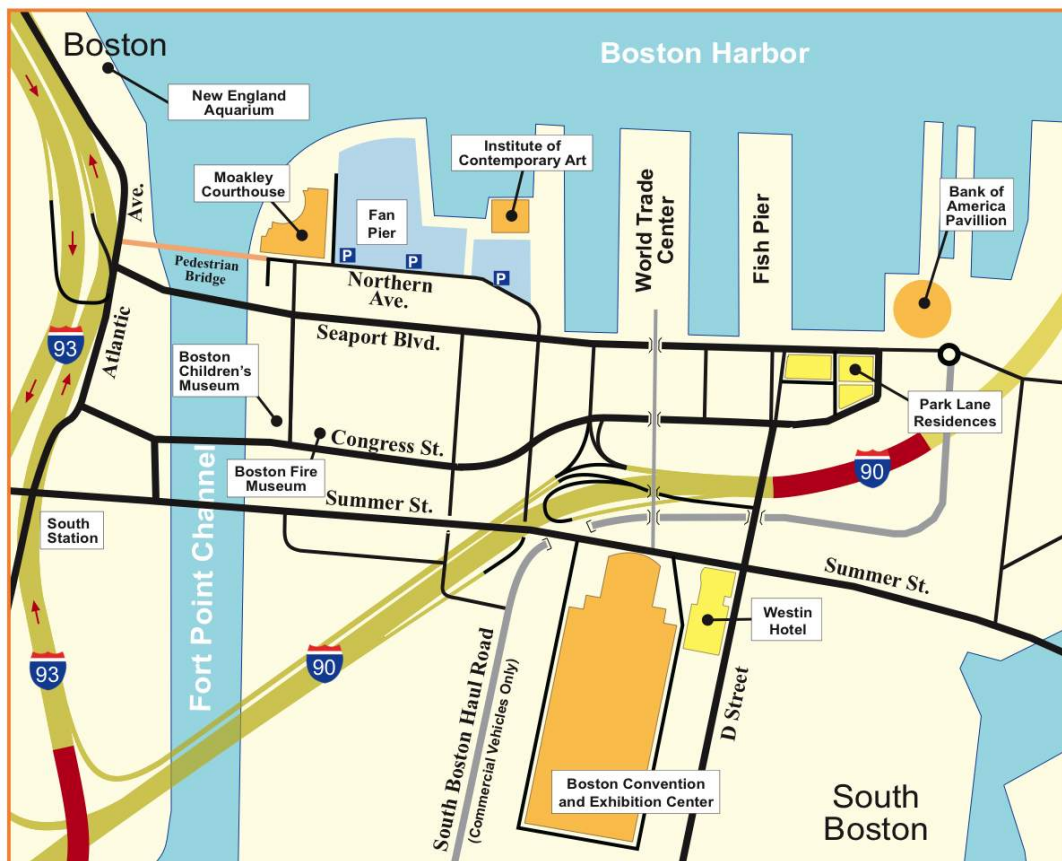 Boston
Boston Harbor
New England
Aquarium
Institute of
Contemporary Art
Moakley
Courthouse
Bank of
America
Pavillion
Ave.
Fan
Pier
World Trade
Center
Fish Pier
Pedestrian
Bridge
P
P
P
Northern
Ave.
Seaport Blvd.
93
Atlantic
Boston
Children's
Museum
Park Lane
Residences
Congress St.
Boston Fire
Museum
90
Summer St.
South
Station
Fort Point Channel
Summer St.
Westin
Hotel
90
93
South Boston Haul Road
(Commercial Vehicles Only)
D Street
Boston Convention
and Exhibition Center
South
Boston